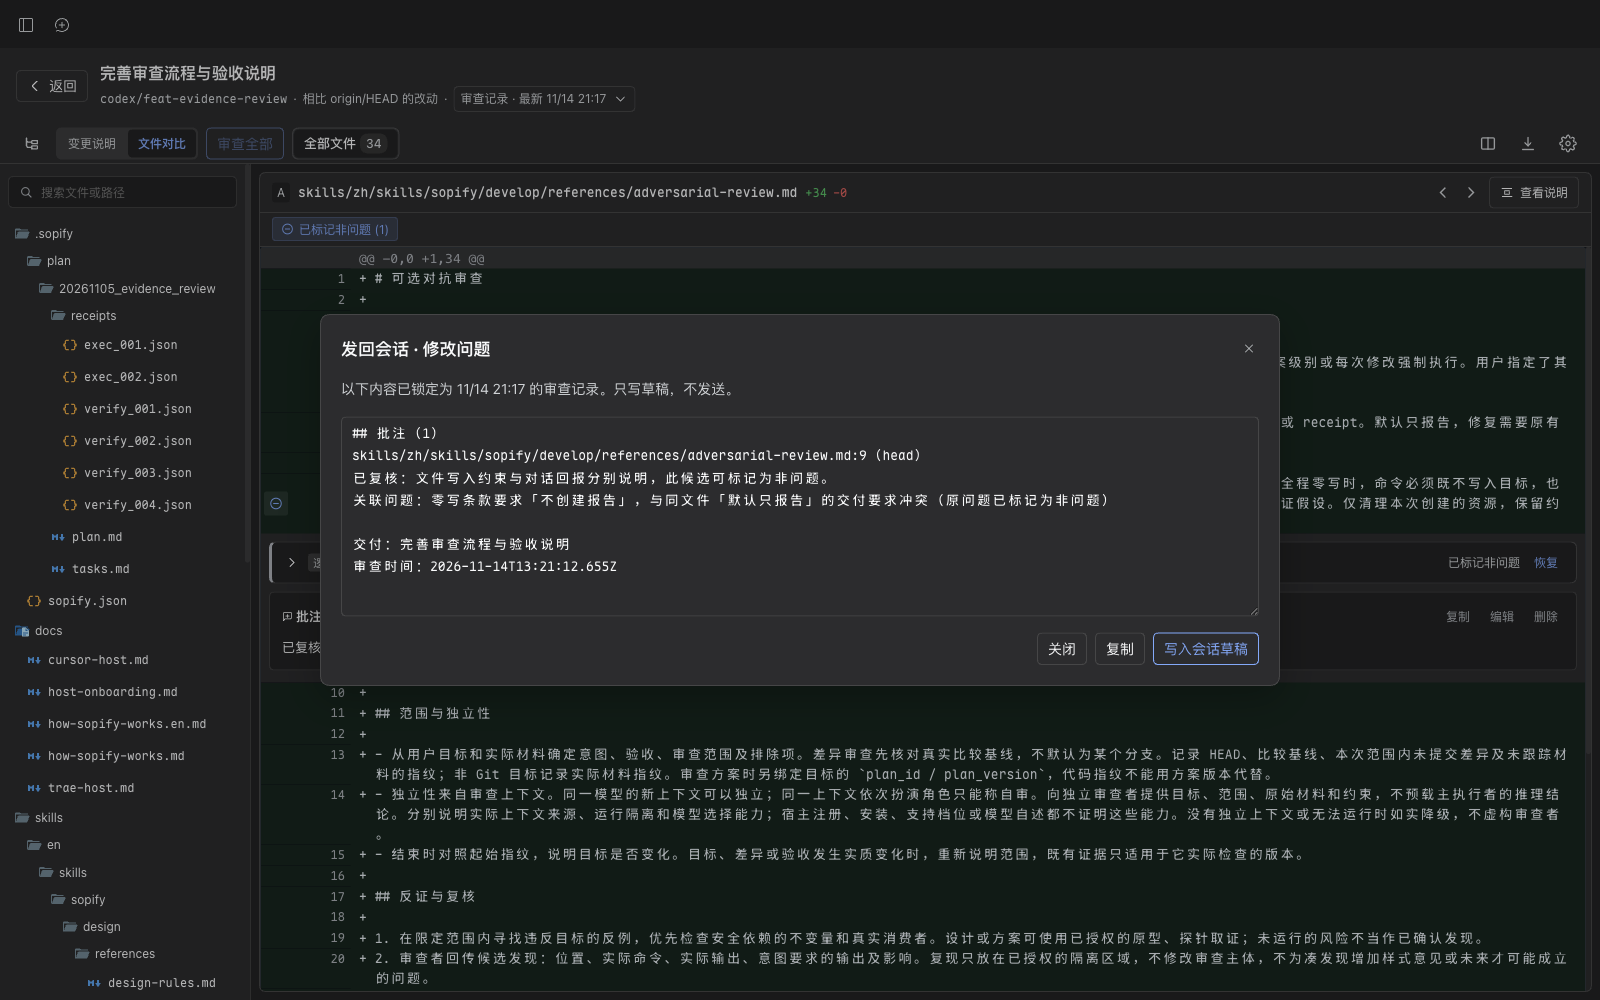 返回
完善审查流程与验收说明
codex/feat-evidence-review · 相比 origin/HEAD 的改动 ·
审查记录 · 最新 11/14 21:17
变更说明
文件对比
审查全部
全部文件 34
搜索文件或路径
.sopify
plan
20261105_evidence_review
receipts
{} exec_001.json
{} exec_002.json
{} verify_001.json
{} verify_002.json
{} verify_003.json
{} verify_004.json
plan.md
tasks.md
{} sopify.json
docs
cursor-host.md
host-onboarding.md
how-sopify-works.en.md
how-sopify-works.md
trae-host.md
skills
en
skills
sopify
design
references
design-rules.md
A skills/zh/skills/sopify/develop/references/adversarial-review.md +34 -0
查看说明
已标记非问题 (1)
@@ -0,0 +1,34 @@
1 + # 可选对抗审查
2 +
级别或每次修改强制执行。用户指定了其
或 receipt。默认只报告，修复需要原有
全程零写时，命令必须既不写入目标，也
证假设。仅清理本次创建的资源，保留约
已标记非问题 恢复
批注
复制 编辑 删除
已复核
发回会话 · 修改问题
以下内容已锁定为 11/14 21:17 的审查记录。只写草稿，不发送。
## 批注（1）
skills/zh/skills/sopify/develop/references/adversarial-review.md:9（head）
已复核：文件写入约束与对话回报分别说明，此候选可标记为非问题。
关联问题：零写条款要求「不创建报告」，与同文件「默认只报告」的交付要求冲突（原问题已标记为非问题）
交付：完善审查流程与验收说明
审查时间：2026-11-14T13:21:12.655Z
关闭
复制
写入会话草稿
10 +
11 + ## 范围与独立性
12 +
13 + - 从用户目标和实际材料确定意图、验收、审查范围及排除项。差异审查先核对真实比较基线，不默认为某个分支。记录 HEAD、比较基线、本次范围内未提交差异及未跟踪材
料的指纹；非 Git 目标记录实际材料指纹。审查方案时另绑定目标的 `plan_id / plan_version`，代码指纹不能用方案版本代替。
14 + - 独立性来自审查上下文。同一模型的新上下文可以独立；同一上下文依次扮演角色只能称自审。向独立审查者提供目标、范围、原始材料和约束，不预载主执行者的推理结
论。分别说明实际上下文来源、运行隔离和模型选择能力；宿主注册、安装、支持档位或模型自述都不证明这些能力。没有独立上下文或无法运行时如实降级，不虚构审查者
。
15 + - 结束时对照起始指纹，说明目标是否变化。目标、差异或验收发生实质变化时，重新说明范围，既有证据只适用于它实际检查的版本。
16 +
17 + ## 反证与复核
18 +
19 + 1. 在限定范围内寻找违反目标的反例，优先检查安全依赖的不变量和真实消费者。设计或方案可使用已授权的原型、探针取证；未运行的风险不当作已确认发现。
20 + 2. 审查者回传候选发现：位置、实际命令、实际输出、意图要求的输出及影响。复现只放在已授权的隔离区域，不修改审查主体，不为凑发现增加样式意见或未来才可能成立
的问题。